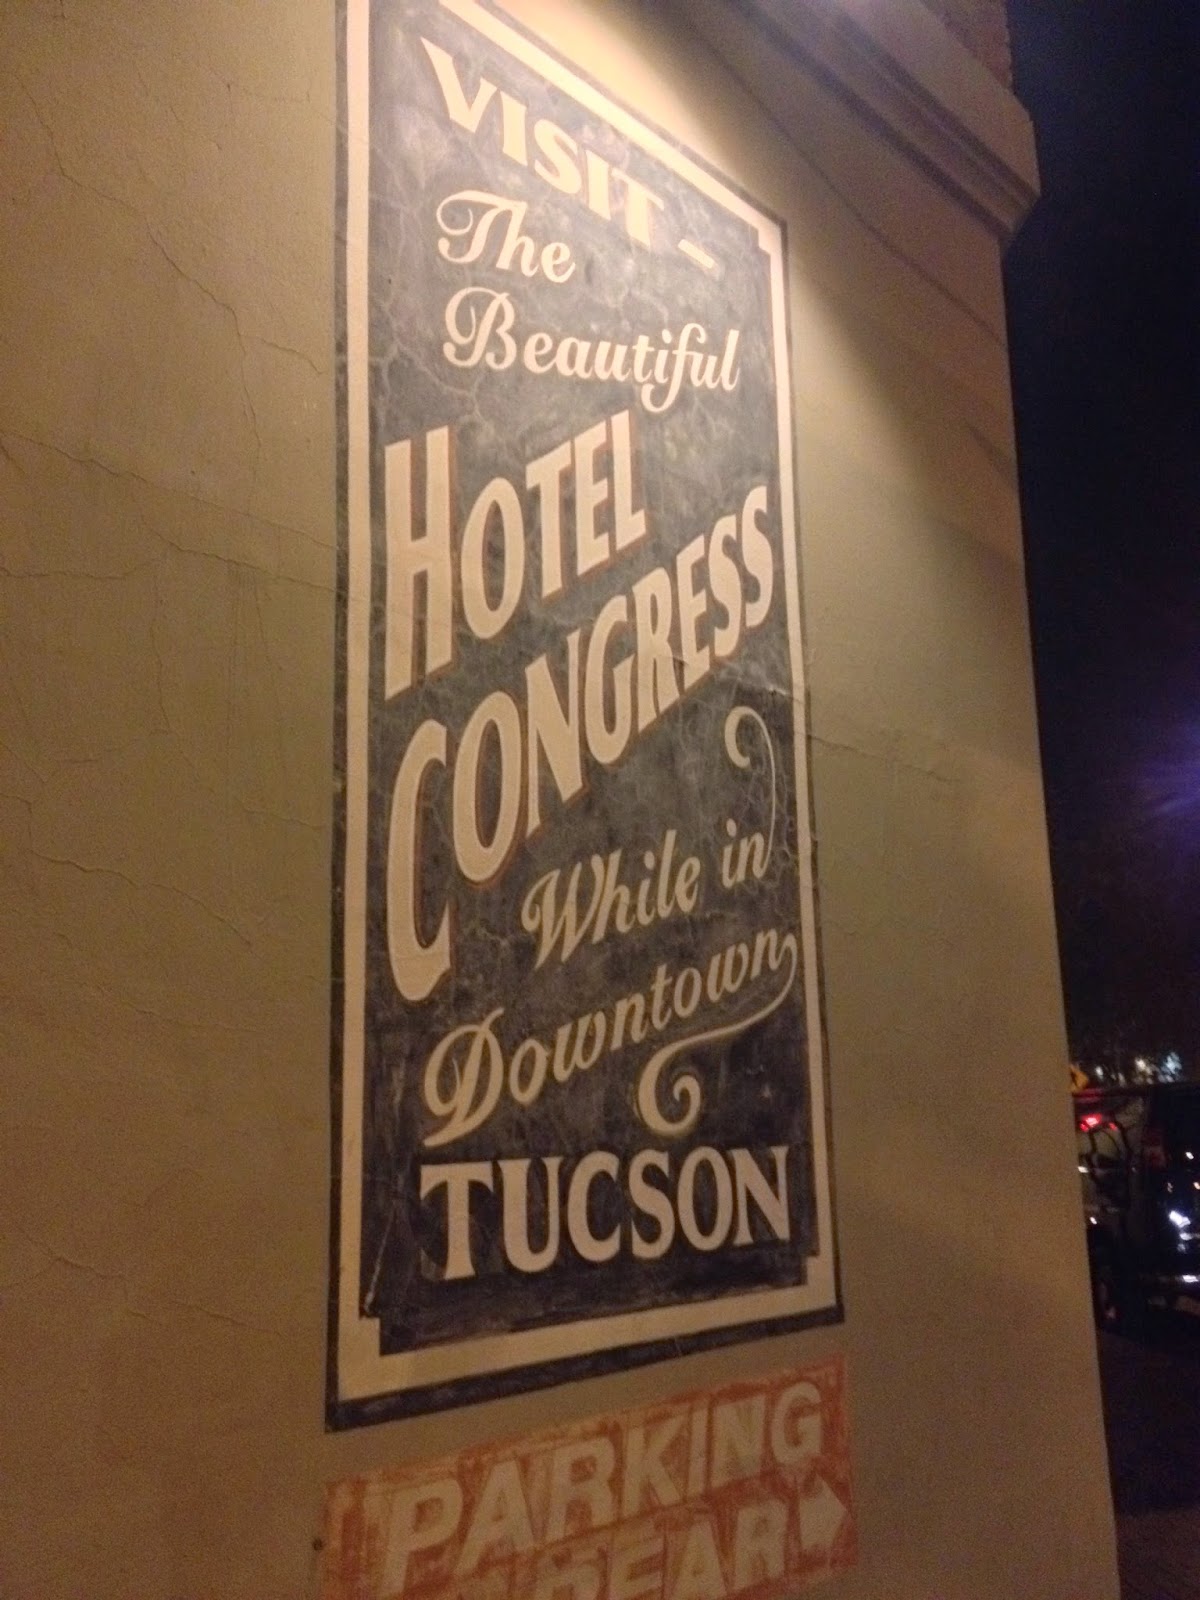 VISIT -
The
Beautiful
HOTEL
CONGRESS
While in
Downtown
TUCSON
PARKING
REAR